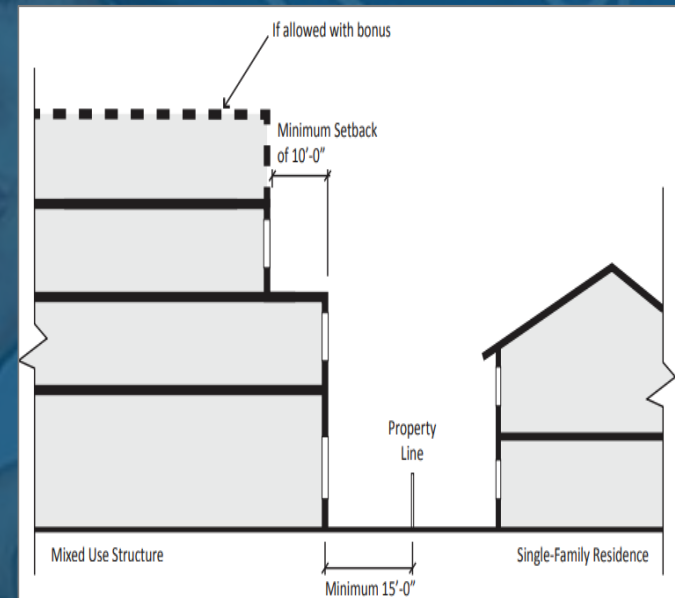 If allowed with bonus
Minimum Setback
of 10'-0"
Property
Line
Mixed Use Structure
Single-Family Residence
Minimum 15'-0"